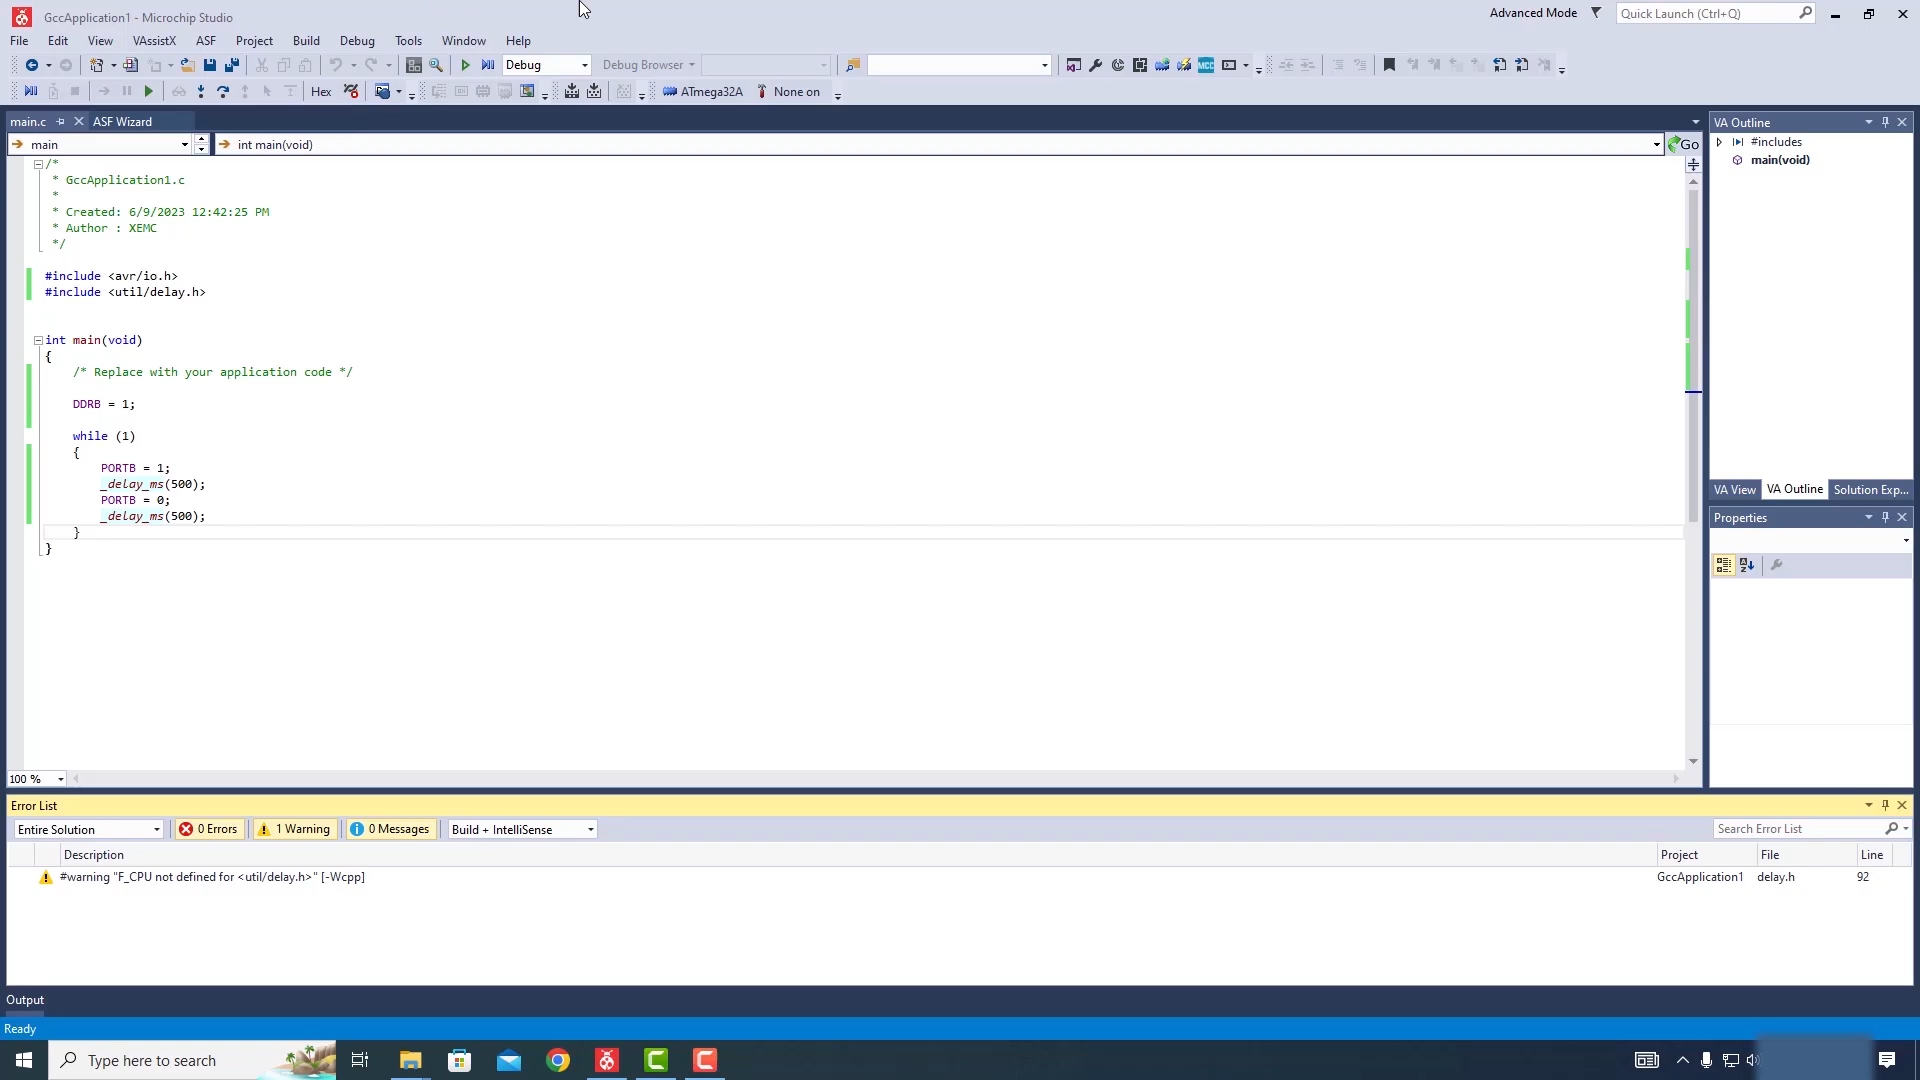 GccApplication1 - Microchip Studio
Advanced Mode
Quick Launch (Ctrl+Q)
File Edit View VAssistX ASF Project Build Debug Tools Window Help
Debug Debug Browser
MCC
Hex ATmega32A None on
main.c ASF Wizard
main int main(void) Go
/*
* GccApplication1.c
*
* Created: 6/9/2023 12:42:25 PM
* Author : XEMC
*/
#include <avr/io.h>
#include <util/delay.h>
int main(void)
{
/* Replace with your application code */
DDRB = 1;
while (1)
{
PORTB = 1;
_delay_ms(500);
PORTB = 0;
_delay_ms(500);
}
}
100 %
VA Outline
#includes
main(void)
VA View VA Outline Solution Exp...
Properties
Error List
Entire Solution 0 Errors 1 Warning 0 Messages Build + IntelliSense Search Error List
Description Project File Line
#warning "F_CPU not defined for <util/delay.h>" [-Wcpp] GccApplication1 delay.h 92
Output
Ready
Type here to search